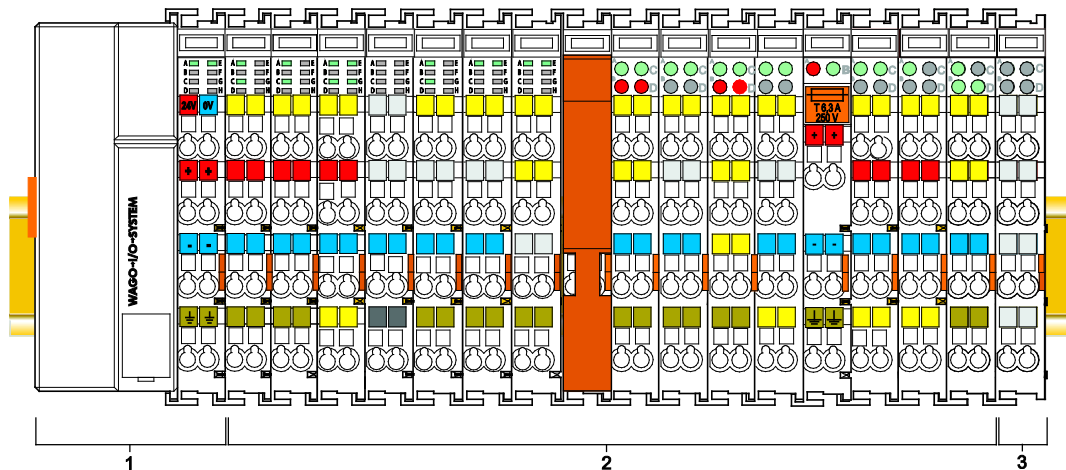 A E A E A E A E A E A E A E A E
B F B F B F B F B F B F B F B F
C G C G C G C G C G C G C G C G
D H D H D H D H D H D H D H D H
A C A C A C A B A C A C A C
B D B D B D B D B D B D
24V 0V
T 6,3 A
250 V
+ +
+ +
- -
- -
WAGO-I/O-SYSTEM
1 2 3